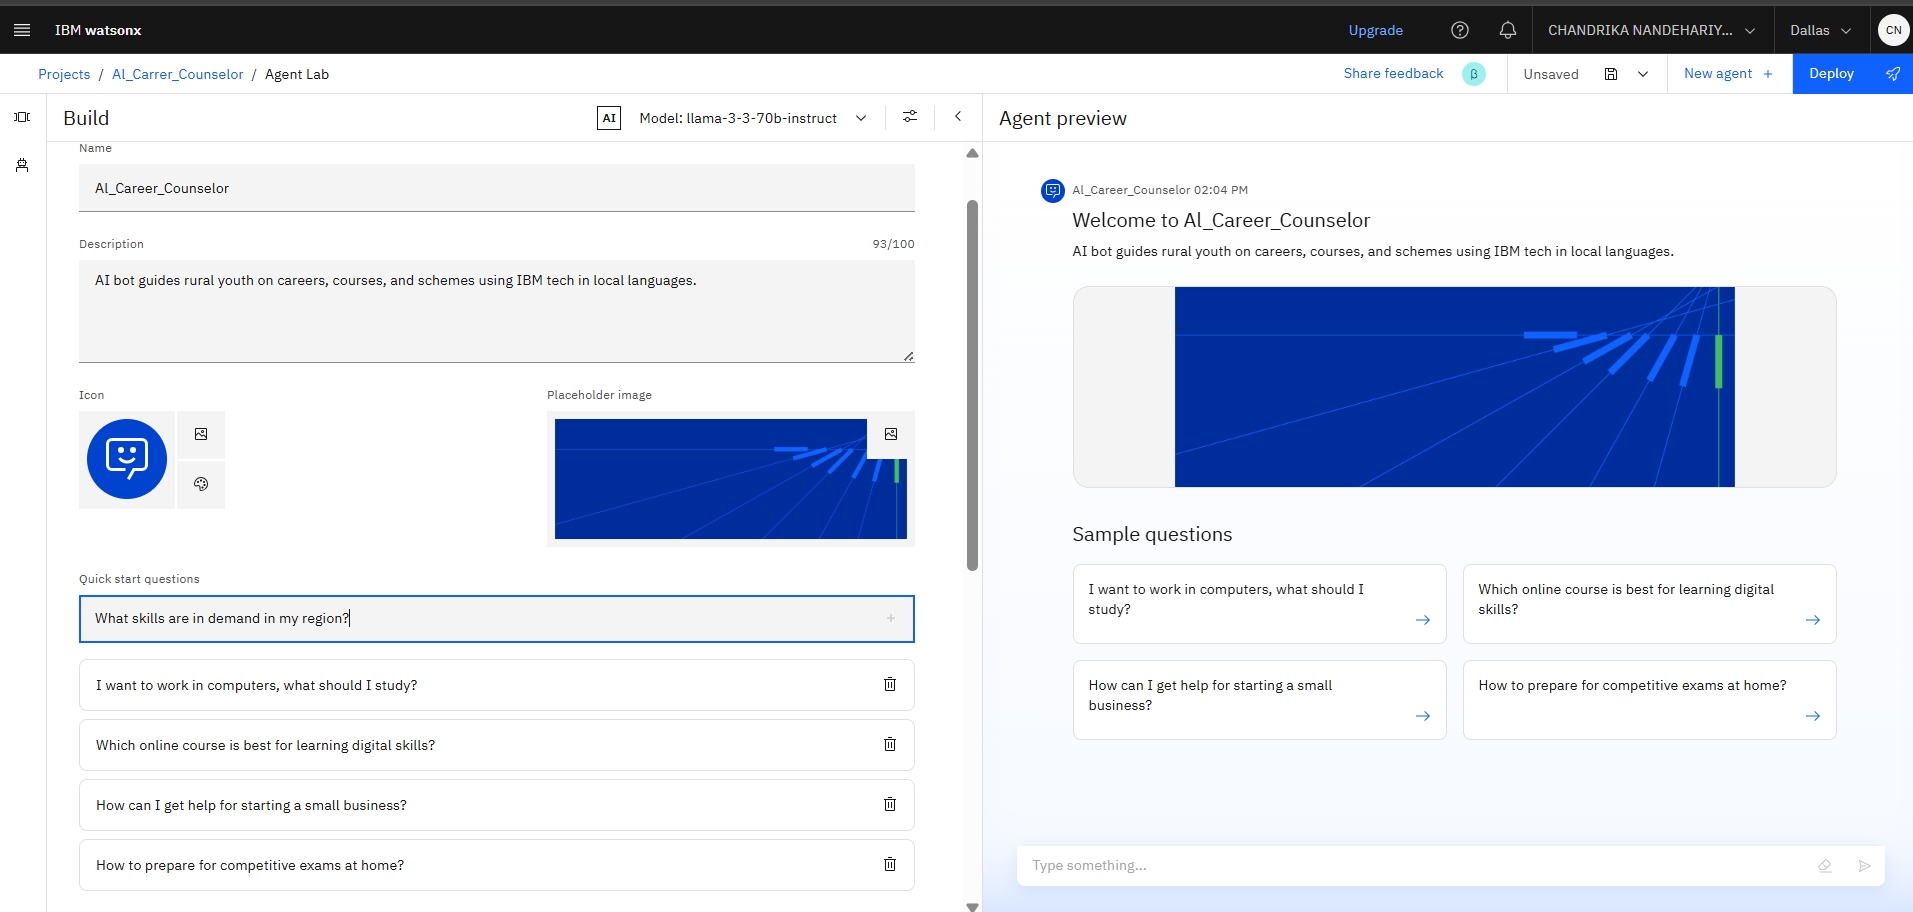 IBM watsonx
Upgrade
CHANDRIKA NANDEHARIY...
Dallas
CN
Projects / Al_Carrer_Counselor / Agent Lab
Share feedback
β
Unsaved
New agent +
Deploy
Build
AI
Model: llama-3-3-70b-instruct
Name
Al_Career_Counselor
Description
93/100
AI bot guides rural youth on careers, courses, and schemes using IBM tech in local languages.
Icon
Placeholder image
Quick start questions
What skills are in demand in my region?
I want to work in computers, what should I study?
Which online course is best for learning digital skills?
How can I get help for starting a small business?
How to prepare for competitive exams at home?
Agent preview
Al_Career_Counselor 02:04 PM
Welcome to Al_Career_Counselor
AI bot guides rural youth on careers, courses, and schemes using IBM tech in local languages.
Sample questions
I want to work in computers, what should I
study?
Which online course is best for learning digital
skills?
How can I get help for starting a small
business?
How to prepare for competitive exams at home?
Type something...